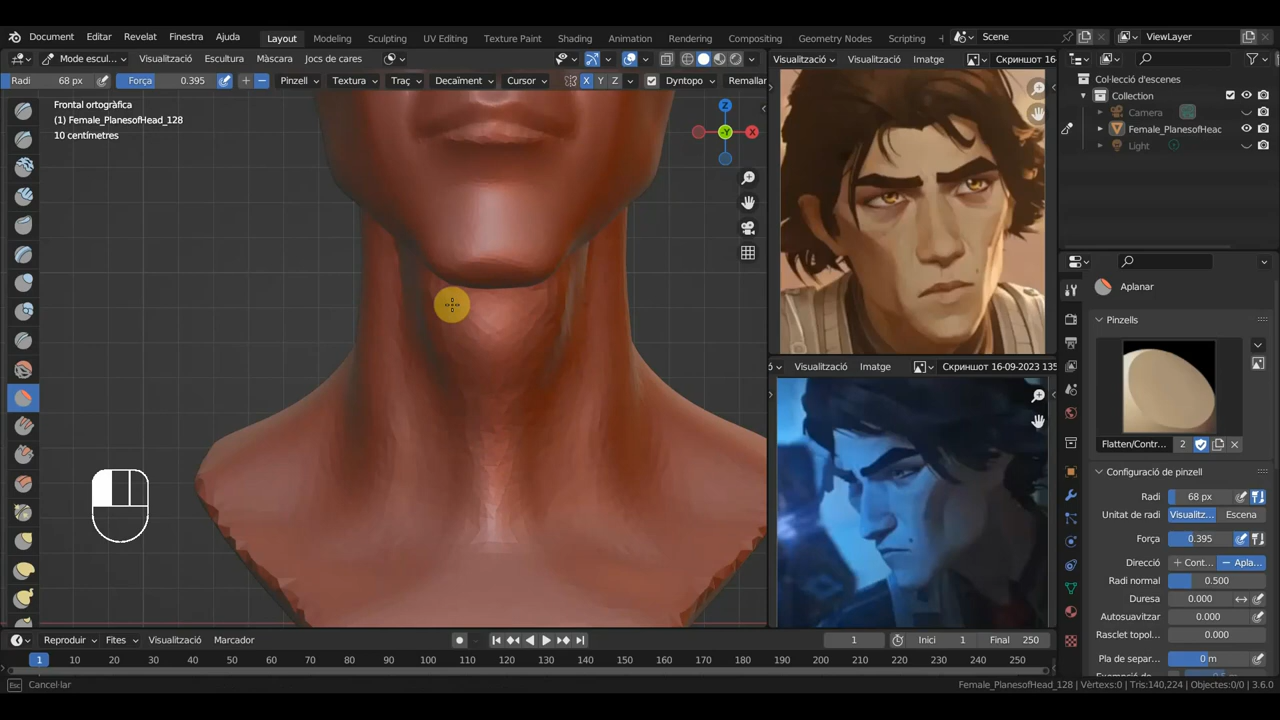 Document Editar Revelat Finestra Ajuda Layout Modeling Sculpting UV Editing Texture Paint Shading Animation Rendering Compositing Geometry Nodes Scripting Scene ViewLayer
Mode escul... Visualització Escultura Màscara Jocs de cares
Visualització Visualització Imatge Скриншот 16
Radi 68 px Força 0.395 Pinzell Textura Traç Decaïment Cursor X Y Z Dyntopo Remallar
Col·lecció d'escenes
Collection
Camera
Female_PlanesofHeac
Light
Frontal ortogràfica
(1) Female_PlanesofHead_128
10 centímetres
Z
X
-Y
Aplanar
Pinzells
Flatten/Contr... 2
Configuració de pinzell
Radi 68 px
Unitat de radi Visualitz... Escena
Força 0.395
Direcció + Cont... − Apla...
Radi normal 0.500
Duresa 0.000
Autosuavitzar 0.000
Rasclet topol... 0.000
Pla de separ... 0 m
ó Visualització Imatge Скриншот 16-09-2023 135
Reproduir Fites Visualització Marcador 1 Inici 1 Final 250
1 10 20 30 40 50 60 70 80 90 100 110 120 130 140 150 160 170 180 190 200 210 220 230 240 250
Esc Cancel·lar
Female_PlanesofHead_128 | Vèrtexs:0 | Tris:140,224 | Objectes:0/0 | 3.6.0